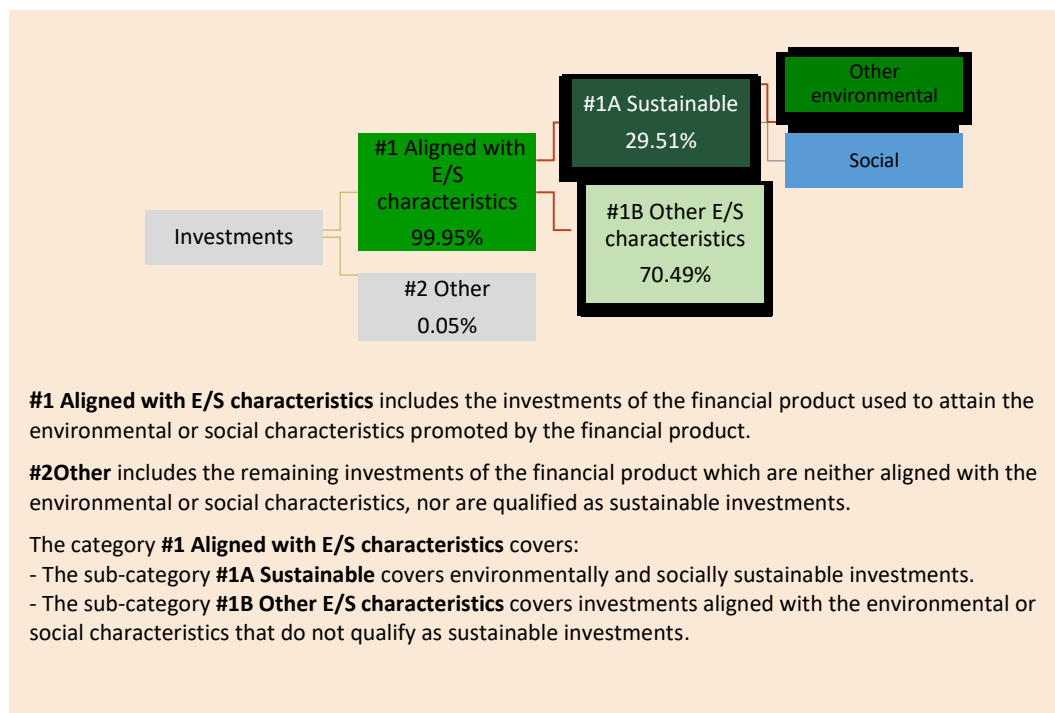 Investments
#1 Aligned with
E/S
characteristics
99.95%
#2 Other
0.05%
#1A Sustainable
29.51%
#1B Other E/S
characteristics
70.49%
Other
environmental
Social
#1 Aligned with E/S characteristics includes the investments of the financial product used to attain the
environmental or social characteristics promoted by the financial product.
#2Other includes the remaining investments of the financial product which are neither aligned with the
environmental or social characteristics, nor are qualified as sustainable investments.
The category #1 Aligned with E/S characteristics covers:
- The sub-category #1A Sustainable covers environmentally and socially sustainable investments.
- The sub-category #1B Other E/S characteristics covers investments aligned with the environmental or
social characteristics that do not qualify as sustainable investments.